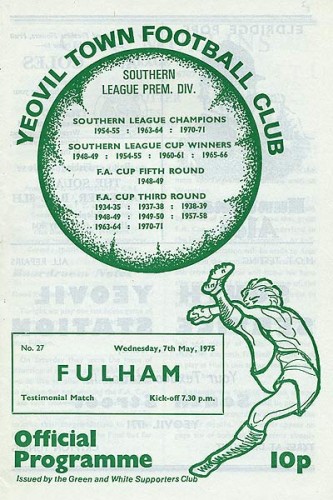 YEOVIL TOWN FOOTBALL CLUB
SOUTHERN
LEAGUE PREM. DIV.
SOUTHERN LEAGUE CHAMPIONS
1954-55 : 1963-64 : 1970-71
SOUTHERN LEAGUE CUP WINNERS
1948-49 : 1954-55 : 1960-61 : 1965-66
F.A. CUP FIFTH ROUND
1948-49
F.A. CUP THIRD ROUND
1934-35 : 1937-38 : 1938-39
1948-49 : 1949-50 : 1957-58
1963-64 : 1970-71
No. 27 Wednesday, 7th May, 1975
FULHAM
Testimonial Match Kick-off 7.30 p.m.
Official
Programme 10p
Issued by the Green and White Supporters Club